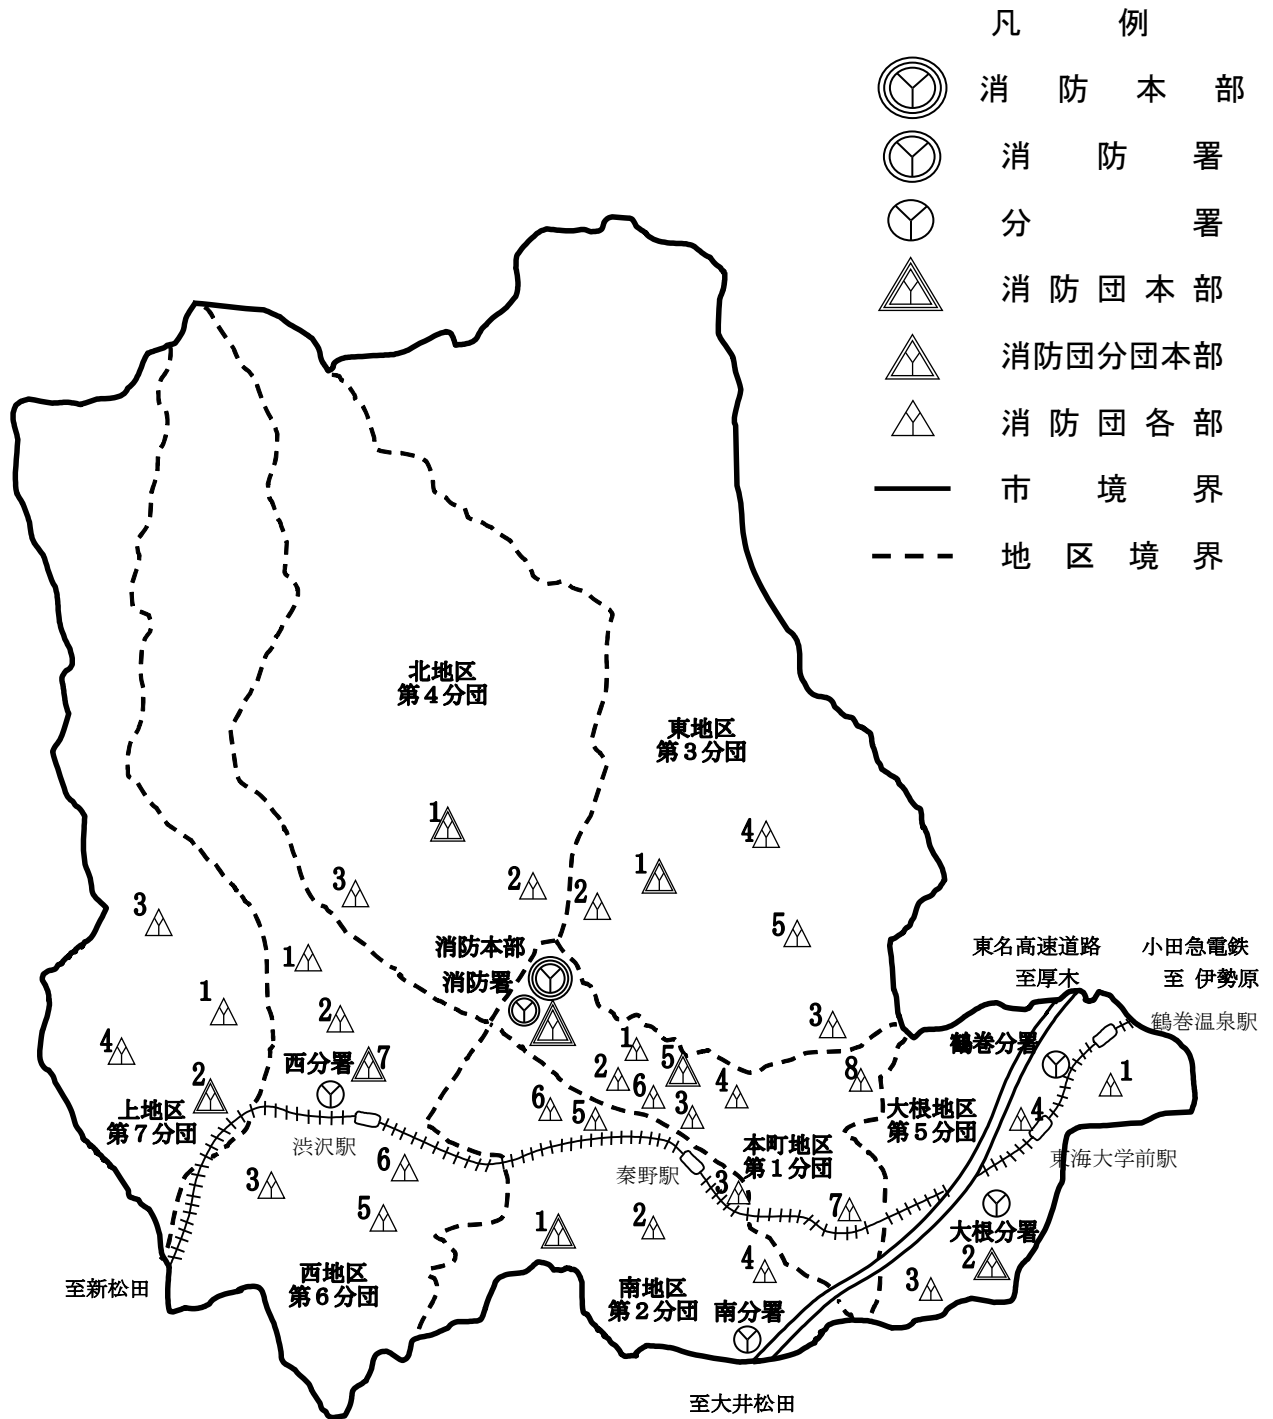 凡例
消防本部
消防署
分署
消防団本部
消防団分団本部
消防団各部
市境界
地区境界
北地区
第４分団
東地区
第３分団
1
4
3
2
2
1
3
5
1
消防本部
消防署
東名高速道路
至厚木
小田急電鉄
至 伊勢原
鶴巻温泉駅
1
2
4
3
鶴巻分署
西分署
7
2
上地区
第７分団
1
2
5
6
4
8
1
6
5
3
大根地区
第５分団
4
渋沢駅
秦野駅
本町地区
第１分団
東海大学前駅
3
6
5
3
7
1
2
4
大根分署
2
3
至新松田
西地区
第６分団
南地区
第２分団
南分署
至大井松田